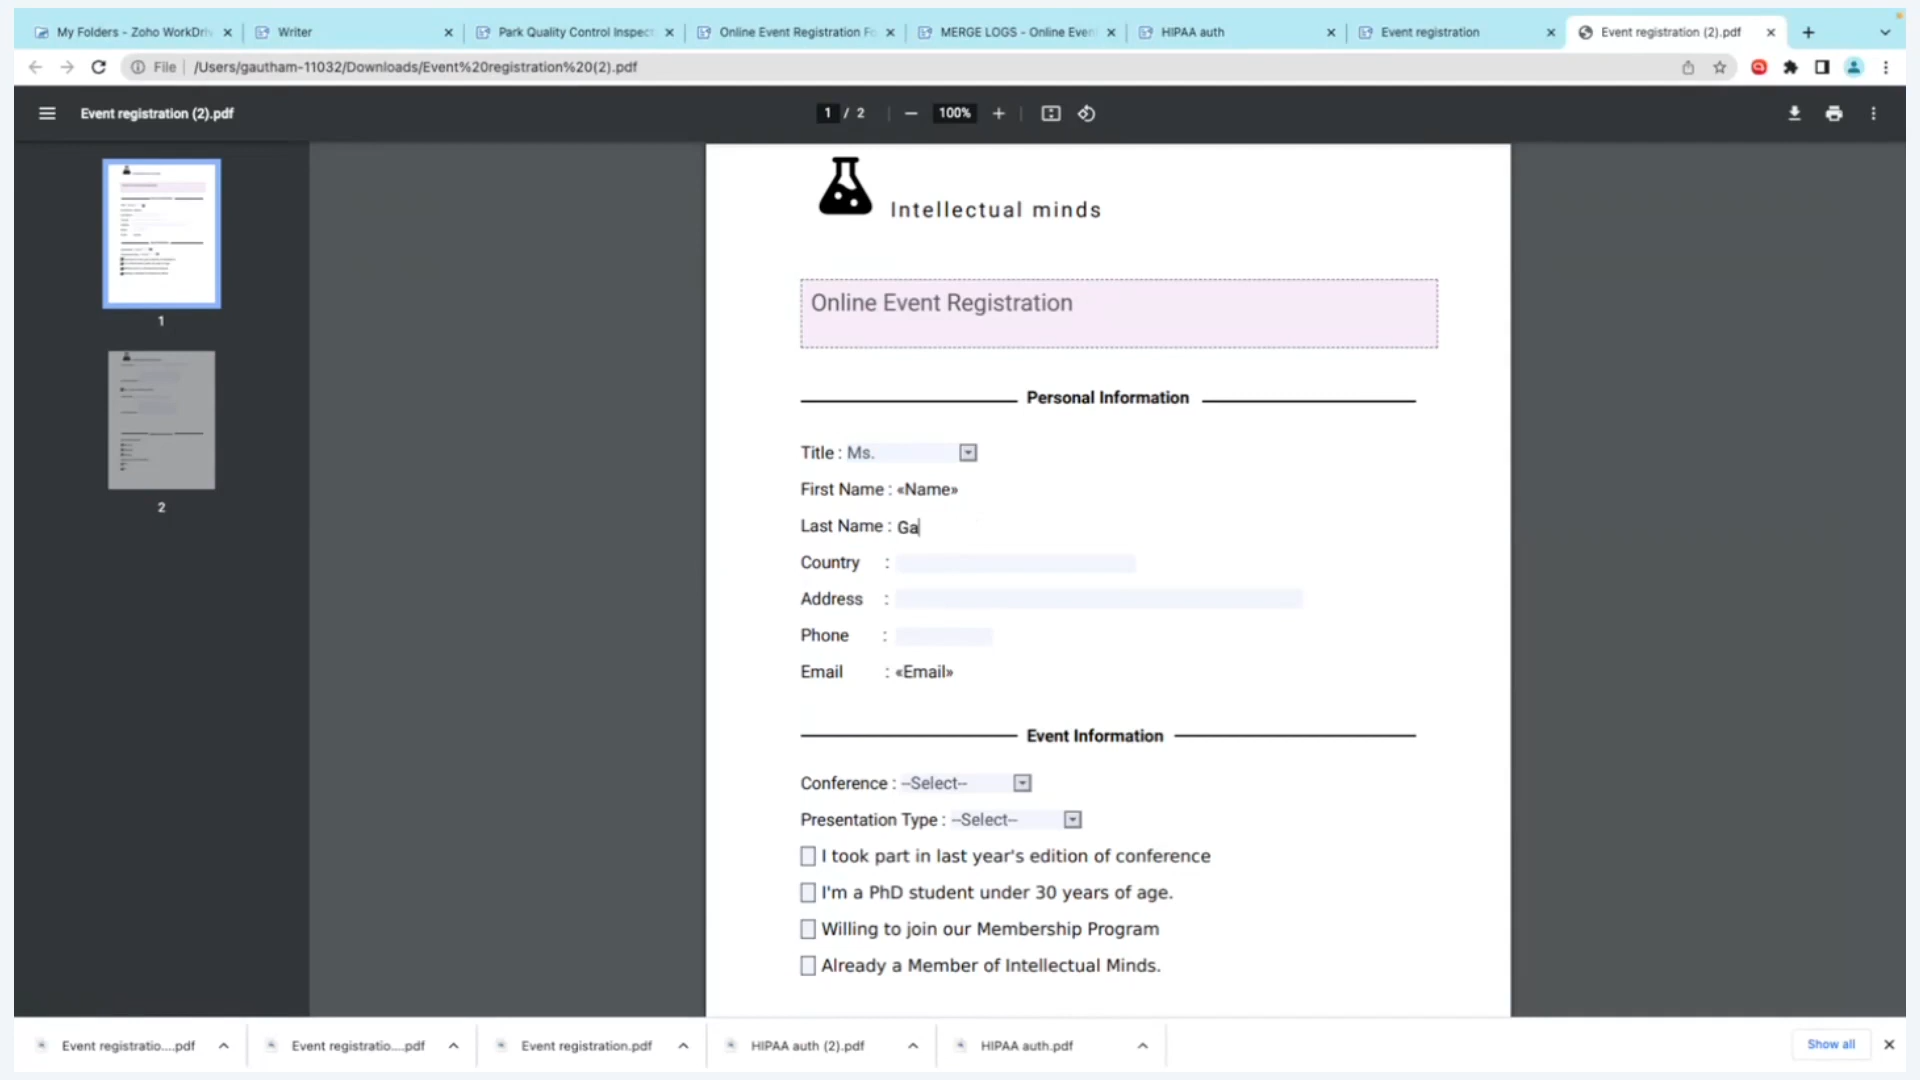 My Folders - Zoho WorkDriv
Writer
Park Quality Control Inspect
Online Event Registration Fo
MERGE LOGS - Online Even
HIPAA auth
Event registration
Event registration (2).pdf
File | /Users/gautham-11032/Downloads/Event%20registration%20(2).pdf
Event registration (2).pdf
1 / 2
100%
1
2
Intellectual minds
Online Event Registration
Personal Information
Title : Ms.
First Name : «Name»
Last Name : Ga
Country :
Address :
Phone :
Email : «Email»
Event Information
Conference : --Select--
Presentation Type : --Select--
I took part in last year's edition of conference
I'm a PhD student under 30 years of age.
Willing to join our Membership Program
Already a Member of Intellectual Minds.
Event registratio....pdf
Event registratio....pdf
Event registration.pdf
HIPAA auth (2).pdf
HIPAA auth.pdf
Show all